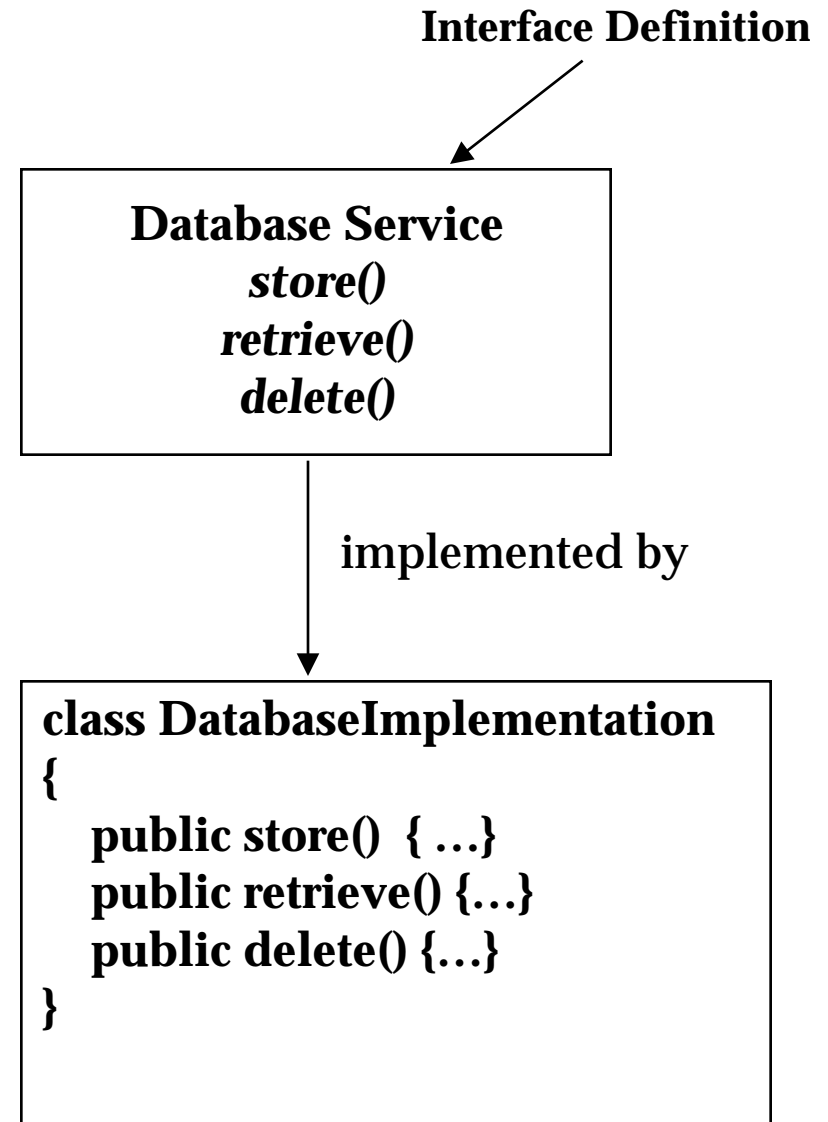 Interface Definition
Database Service
store()
retrieve()
delete()
implemented by
class DatabaseImplementation
{
public store()  { …}
public retrieve() {…}
public delete() {…}
}